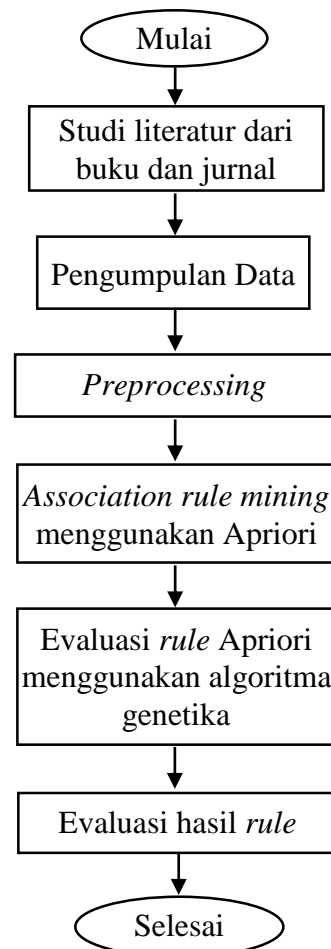 Mulai
Studi literatur dari
buku dan jurnal
Pengumpulan Data
Preprocessing
Association rule mining
menggunakan Apriori
Evaluasi rule Apriori
menggunakan algoritma
genetika
Evaluasi hasil rule
Selesai